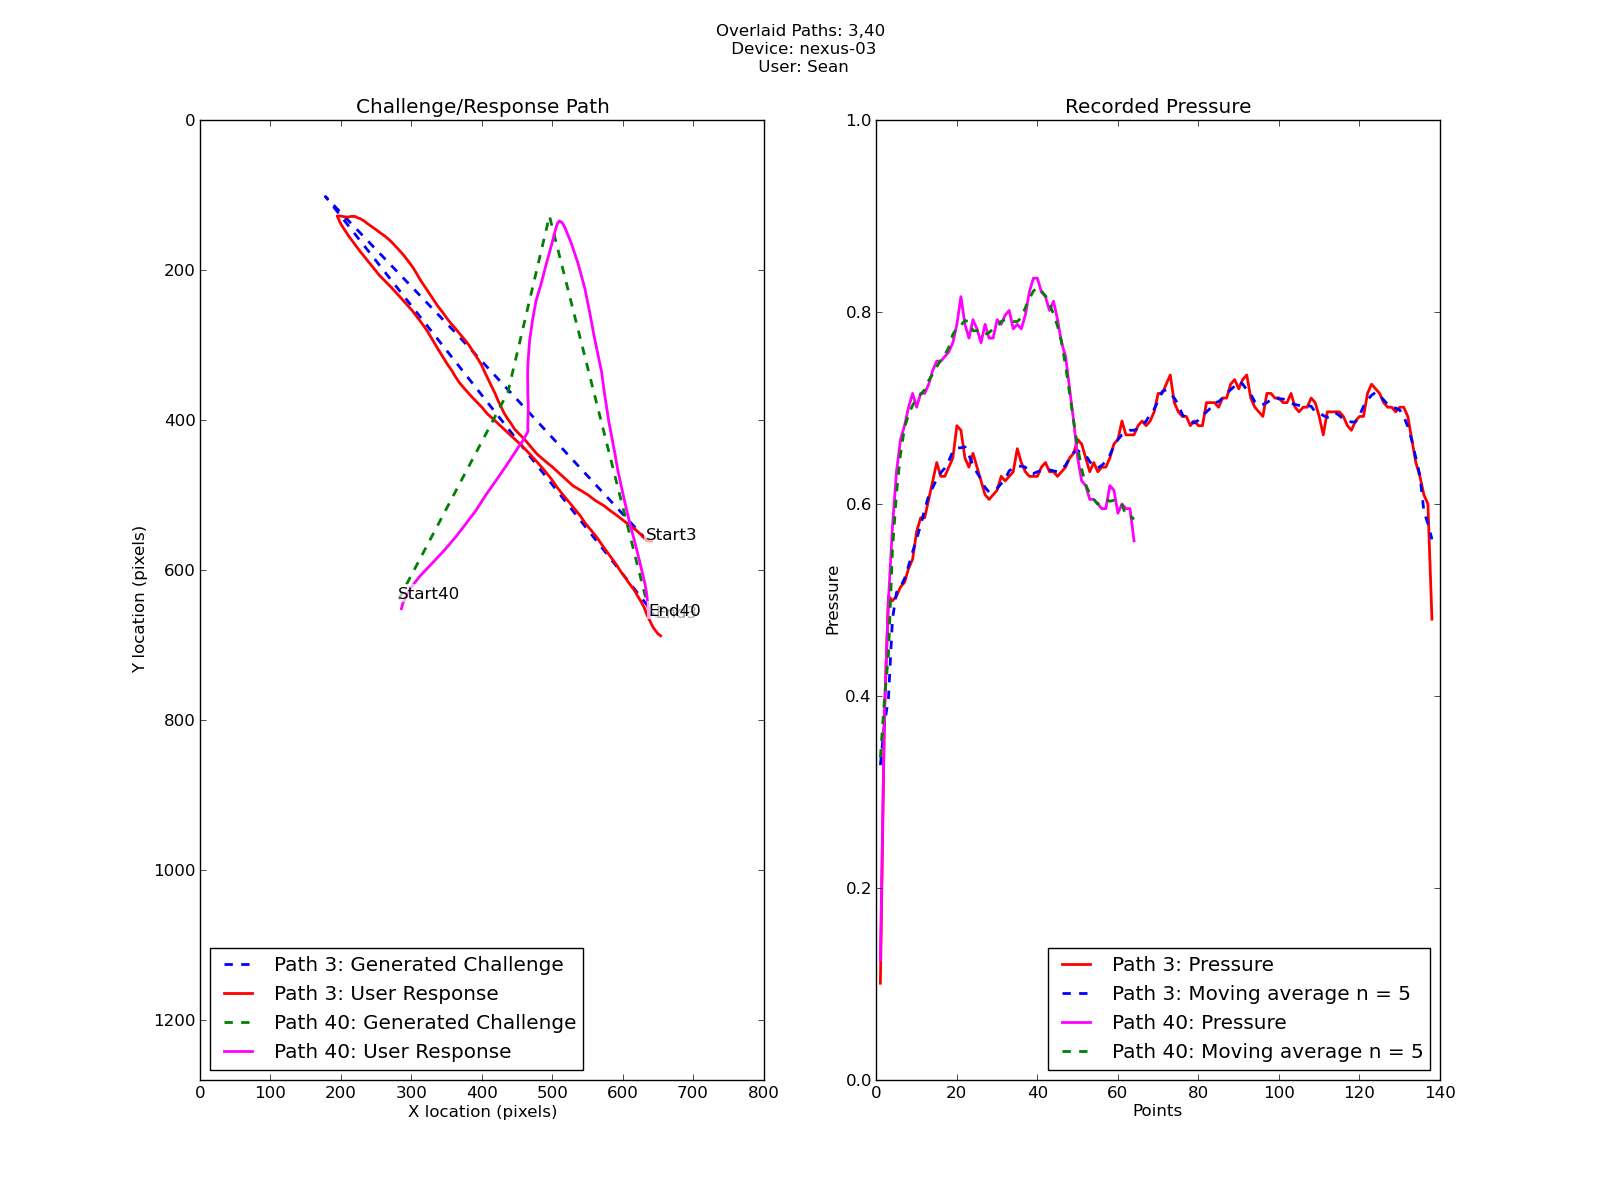 Overlaid Paths: 3,40
Device: nexus-03
User: Sean
Challenge/Response Path
0
200
400
600
800
1000
1200
Y location (pixels)
Start3
Start40
End40
Path 3: Generated Challenge
Path 3: User Response
Path 40: Generated Challenge
Path 40: User Response
0 100 200 300 400 500 600 700 800
X location (pixels)
Recorded Pressure
1.0
0.8
0.6
0.4
0.2
0.0
Pressure
Path 3: Pressure
Path 3: Moving average n = 5
Path 40: Pressure
Path 40: Moving average n = 5
0 20 40 60 80 100 120 140
Points